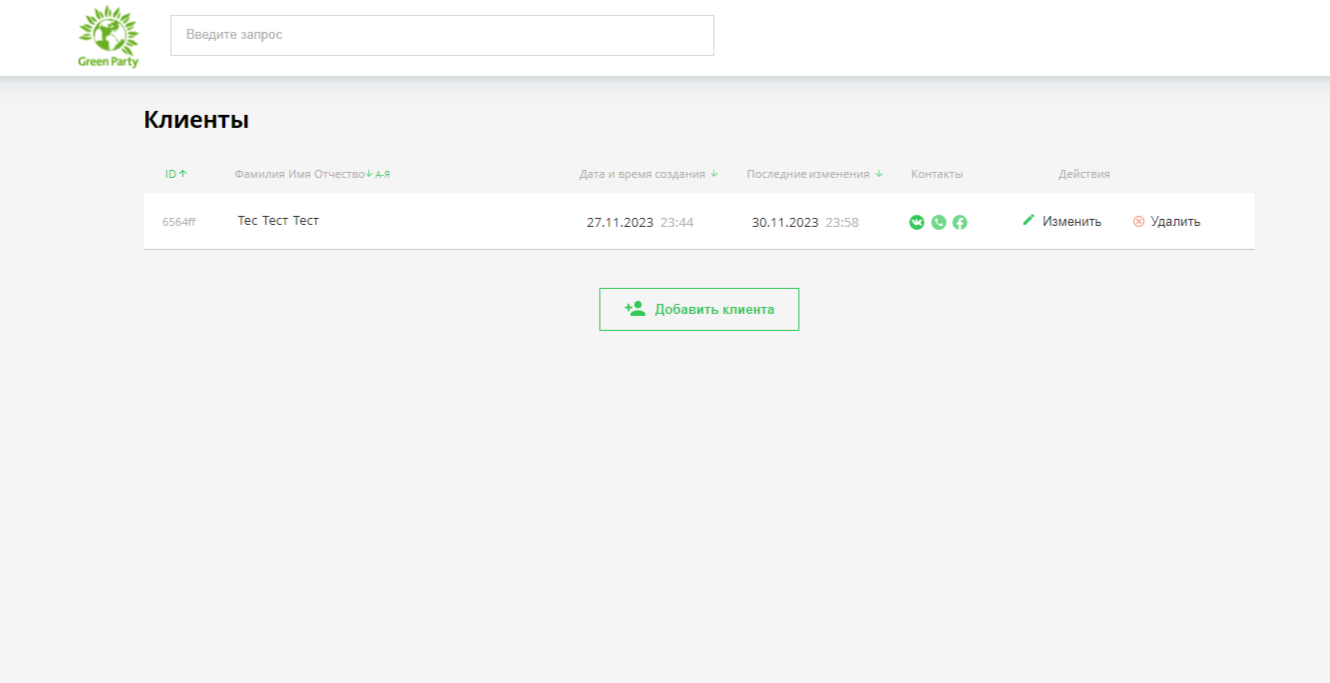 Green Party
Введите запрос
Клиенты
ID Фамилия Имя Отчество А-Я Дата и время создания Последние изменения Контакты Действия
6564ff Тес Тест Тест 27.11.2023 23:44 30.11.2023 23:58 Изменить Удалить
Добавить клиента